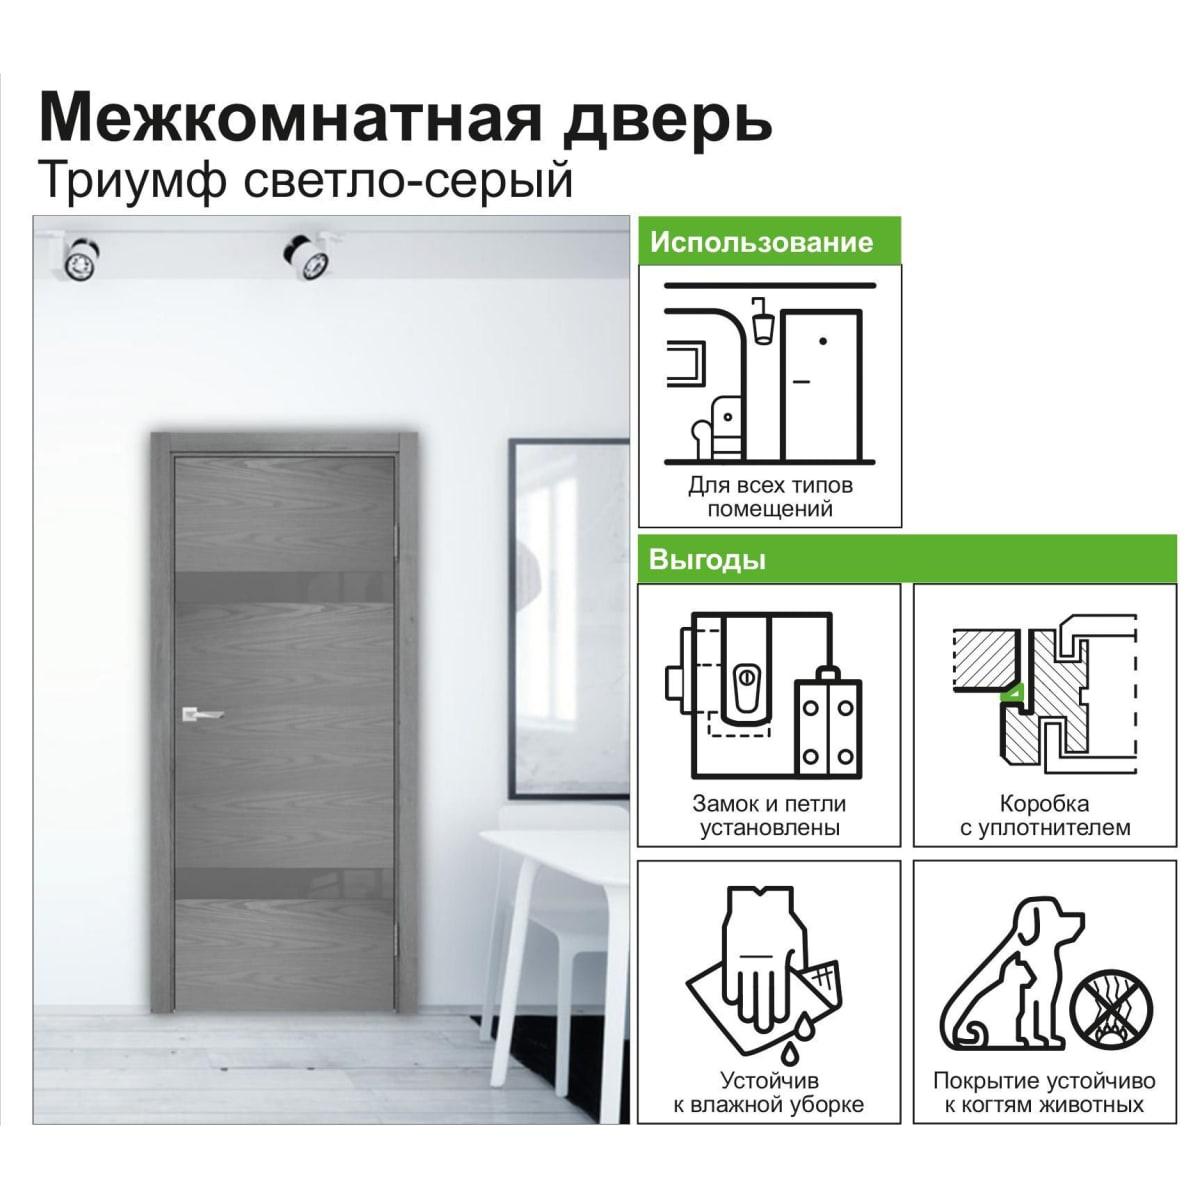 Межкомнатная дверь
Триумф светло-серый
Использование
Для всех типов
помещений
Выгоды
Замок и петли
установлены
Коробка
с уплотнителем
Устойчив
к влажной уборке
Покрытие устойчиво
к когтям животных